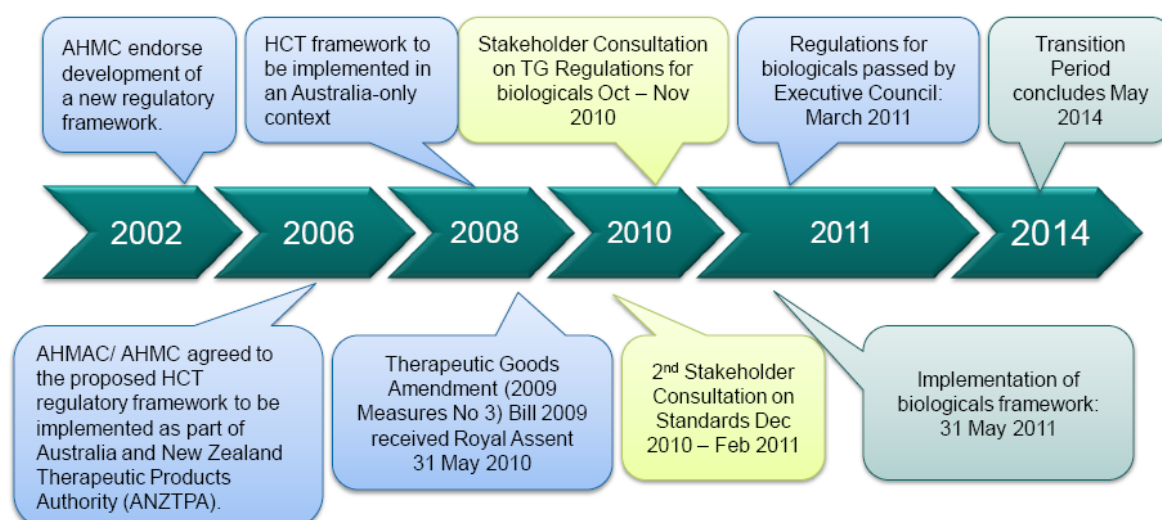 AHMC endorse
development of
a new regulatory
framework.
HCT framework to
be implemented in
an Australia-only
context
Stakeholder Consultation
on TG Regulations for
biologicals Oct – Nov
2010
Regulations for
biologicals passed by
Executive Council:
March 2011
Transition
Period
concludes May
2014
2002
2006
2008
2010
2011
2014
AHMAC/ AHMC agreed to
the proposed HCT
regulatory framework to be
implemented as part of
Australia and New Zealand
Therapeutic Products
Authority (ANZTPA).
Therapeutic Goods
Amendment (2009
Measures No 3) Bill 2009
received Royal Assent
31 May 2010
2nd Stakeholder
Consultation on
Standards Dec
2010 – Feb 2011
Implementation of
biologicals framework:
31 May 2011